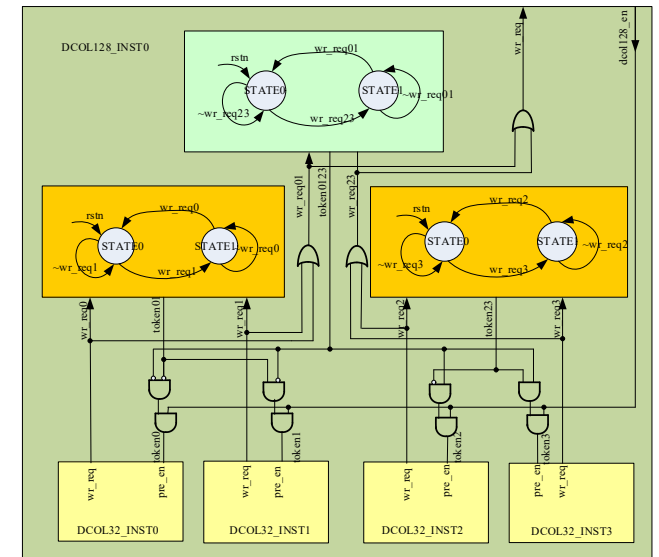 wr_req
dcol128_en
DCOL128_INST0
wr_req01
rstn
STATE0
STATE1
~wr_req01
~wr_req23
wr_req23
wr_req01
token0123
wr_req23
wr_req0
rstn
STATE0
STATE1
~wr_req0
~wr_req1
wr_req1
wr_req2
rstn
STATE0
STATE1
~wr_req2
~wr_req3
wr_req3
wr_req0
token01
wr_req1
wr_req2
token23
wr_req3
token0
token1
token2
token3
wr_req
pre_en
wr_req
pre_en
wr_req
pre_en
pre_en
wr_req
DCOL32_INST0
DCOL32_INST1
DCOL32_INST2
DCOL32_INST3